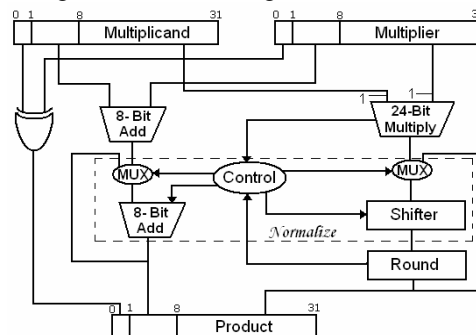 0 1 8 31
0 1 8 3
Multiplicand
Multiplier
1 1
8- Bit Add
24-Bit Multiply
MUX
Control
MUX
8- Bit Add
Shifter
Normalize
Round
0 1 8 31
Product